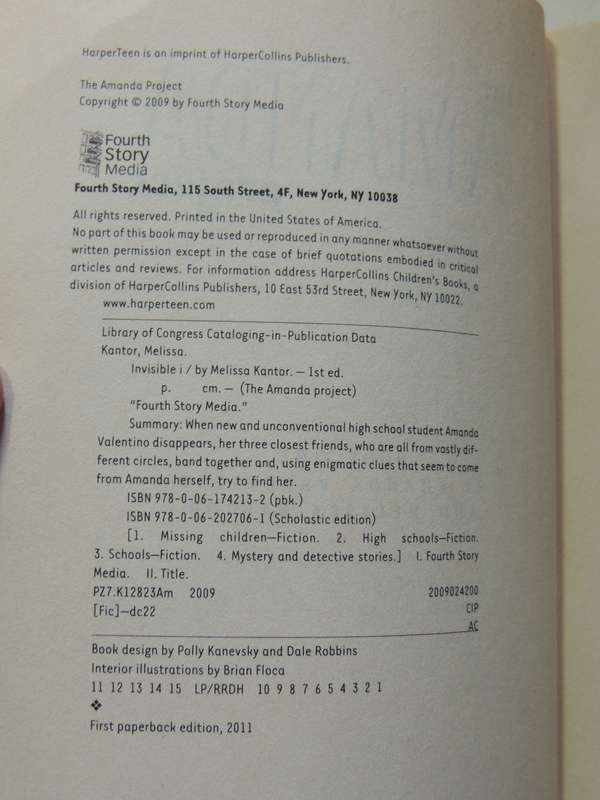 HarperTeen is an imprint of HarperCollins Publishers.
The Amanda Project
Copyright © 2009 by Fourth Story Media
Fourth
Story
Media
Fourth Story Media, 115 South Street, 4F, New York, NY 10038
All rights reserved. Printed in the United States of America.
No part of this book may be used or reproduced in any manner whatsoever without
written permission except in the case of brief quotations embodied in critical
articles and reviews. For information address HarperCollins Children's Books, a
division of HarperCollins Publishers, 10 East 53rd Street, New York, NY 10022.
www.harperteen.com
Library of Congress Cataloging-in-Publication Data
Kantor, Melissa.
Invisible i / by Melissa Kantor. — 1st ed.
p. cm. — (The Amanda project)
"Fourth Story Media."
Summary: When new and unconventional high school student Amanda
Valentino disappears, her three closest friends, who are all from vastly dif-
ferent circles, band together and, using enigmatic clues that seem to come
from Amanda herself, try to find her.
ISBN 978-0-06-174213-2 (pbk.)
ISBN 978-0-06-202706-1 (Scholastic edition)
[1. Missing children—Fiction. 2. High schools—Fiction.
3. Schools—Fiction. 4. Mystery and detective stories.] I. Fourth Story
Media. II. Title.
PZ7.K12823Am 2009 2009024200
[Fic]—dc22 CIP
AC
Book design by Polly Kanevsky and Dale Robbins
Interior illustrations by Brian Floca
11 12 13 14 15 LP/RRDH 10 9 8 7 6 5 4 3 2 1
❖
First paperback edition, 2011